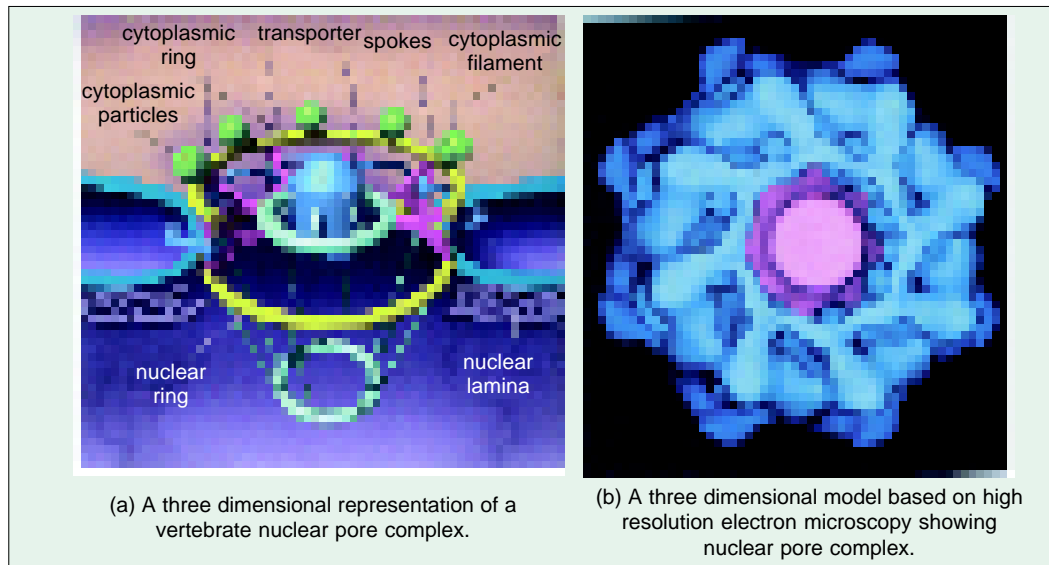 cytoplasmic
ring
transporter
spokes
cytoplasmic
filament
cytoplasmic
particles
nuclear
ring
nuclear
lamina
(a) A three dimensional representation of a
vertebrate nuclear pore complex.
(b) A three dimensional model based on high
resolution electron microscopy showing
nuclear pore complex.